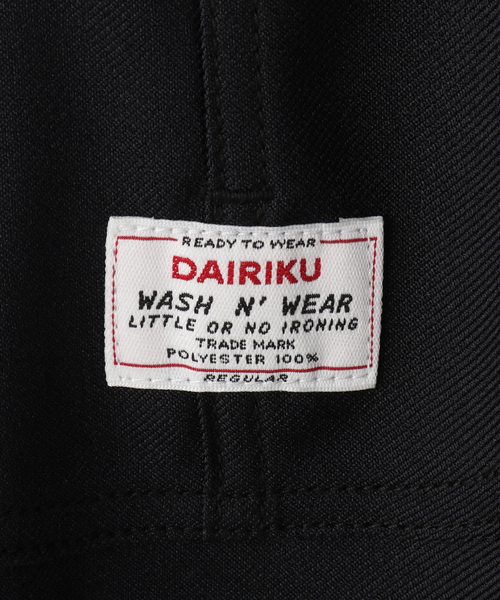 READY TO WEAR
DAIRIKU
WASH N' WEAR
LITTLE OR NO IRONING
TRADE MARK
POLYESTER 100%
REGULAR